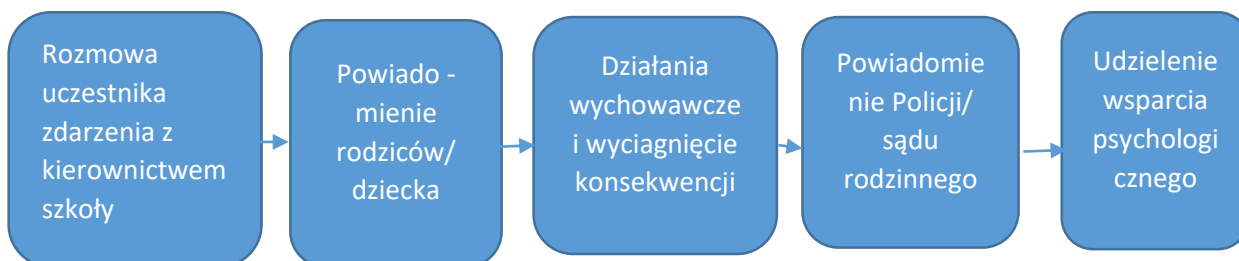 Rozmowa
uczestnika
zdarzenia z
kierownictwem
szkoły
Powiado -
mienie
rodziców/
dziecka
Działania
wychowawcze
i wyciagnięcie
konsekwencji
Powiadomie
nie Policji/
sądu
rodzinnego
Udzielenie
wsparcia
psychologi
cznego